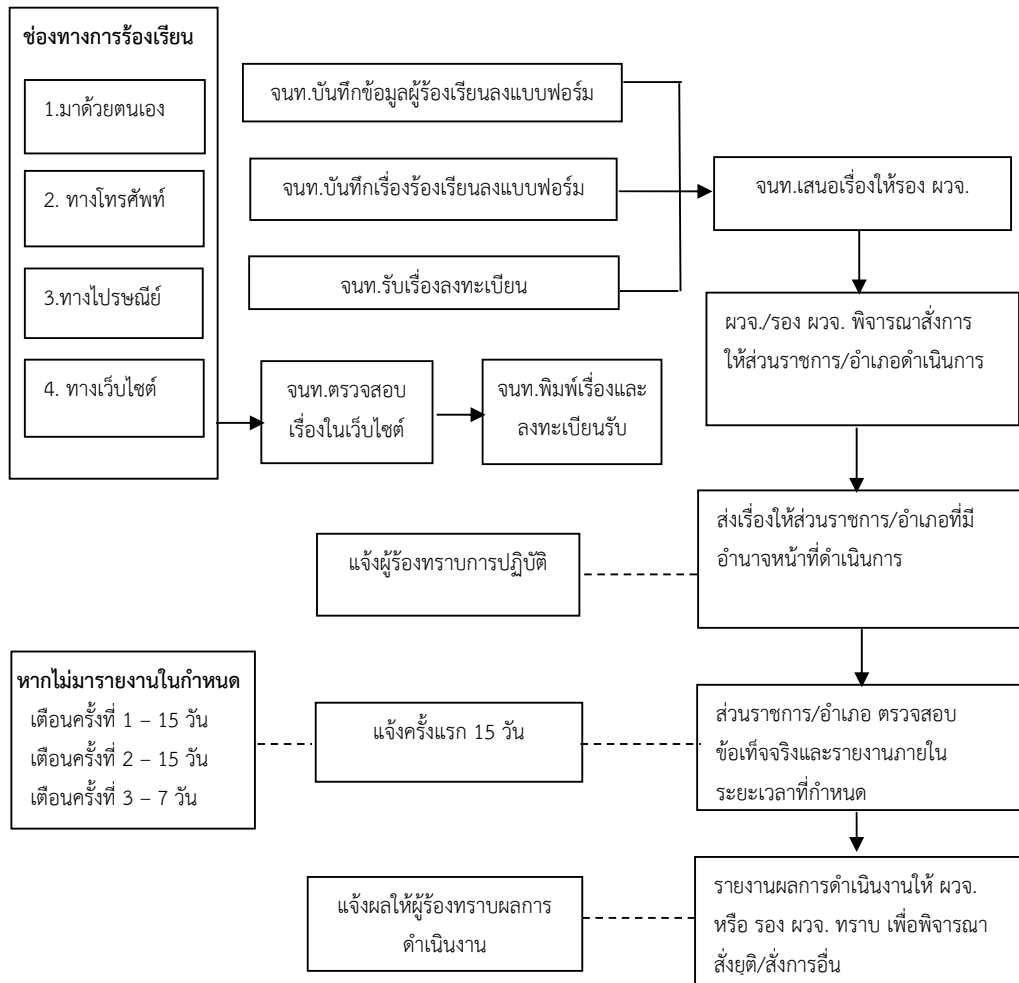 ช่องทางการร้องเรียน
1.มาด้วยตนเอง
2. ทางโทรศัพท์
3.ทางไปรษณีย์
4. ทางเว็บไซต์
จนท.บันทึกข้อมูลผู้ร้องเรียนลงแบบฟอร์ม
จนท.บันทึกเรื่องร้องเรียนลงแบบฟอร์ม
จนท.รับเรื่องลงทะเบียน
จนท.ตรวจสอบ
เรื่องในเว็บไซต์
จนท.พิมพ์เรื่องและ
ลงทะเบียนรับ
จนท.เสนอเรื่องให้รอง ผวจ.
ผวจ./รอง ผวจ. พิจารณาสั่งการ
ให้ส่วนราชการ/อำเภอดำเนินการ
ส่งเรื่องให้ส่วนราชการ/อำเภอที่มี
อำนาจหน้าที่ดำเนินการ
แจ้งผู้ร้องทราบการปฏิบัติ
ส่วนราชการ/อำเภอ ตรวจสอบ
ข้อเท็จจริงและรายงานภายใน
ระยะเวลาที่กำหนด
แจ้งครั้งแรก 15 วัน
หากไม่มารายงานในกำหนด
เตือนครั้งที่ 1 – 15 วัน
เตือนครั้งที่ 2 – 15 วัน
เตือนครั้งที่ 3 – 7 วัน
รายงานผลการดำเนินงานให้ ผวจ.
หรือ รอง ผวจ. ทราบ เพื่อพิจารณา
สั่งยุติ/สั่งการอื่น
แจ้งผลให้ผู้ร้องทราบผลการ
ดำเนินงาน